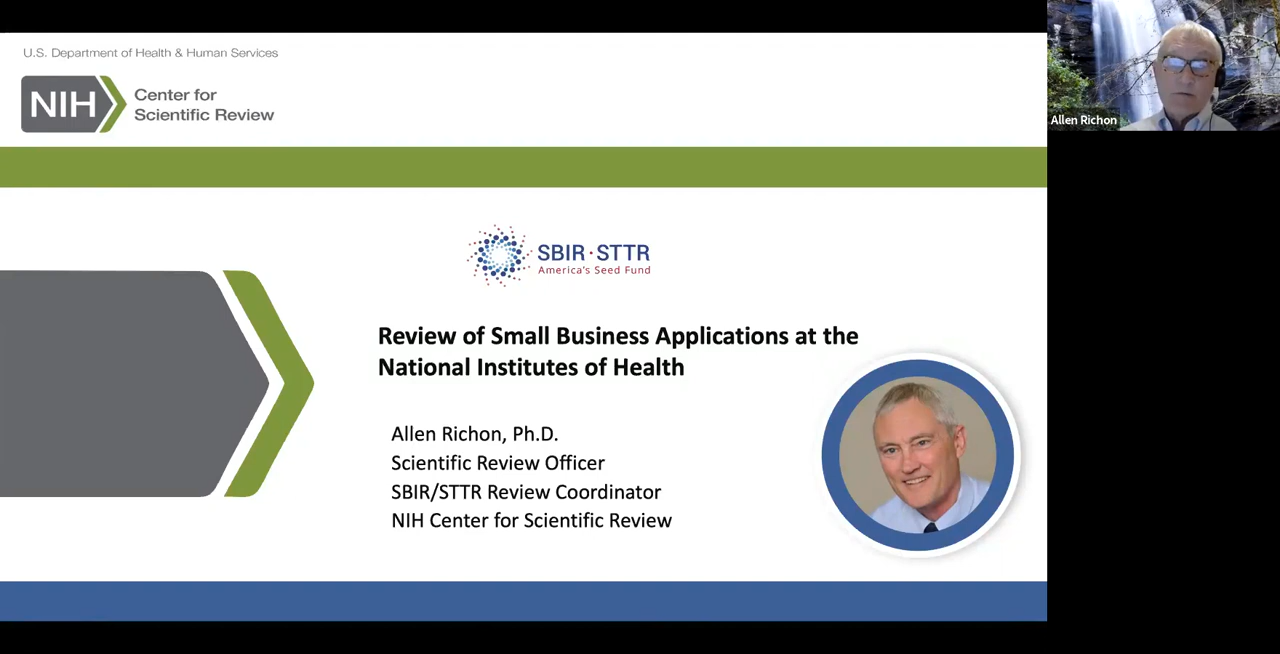 U.S. Department of Health & Human Services
NIH
Center for
Scientific Review
Allen Richon
SBIR·STTR
America's Seed Fund
Review of Small Business Applications at the
National Institutes of Health
Allen Richon, Ph.D.
Scientific Review Officer
SBIR/STTR Review Coordinator
NIH Center for Scientific Review